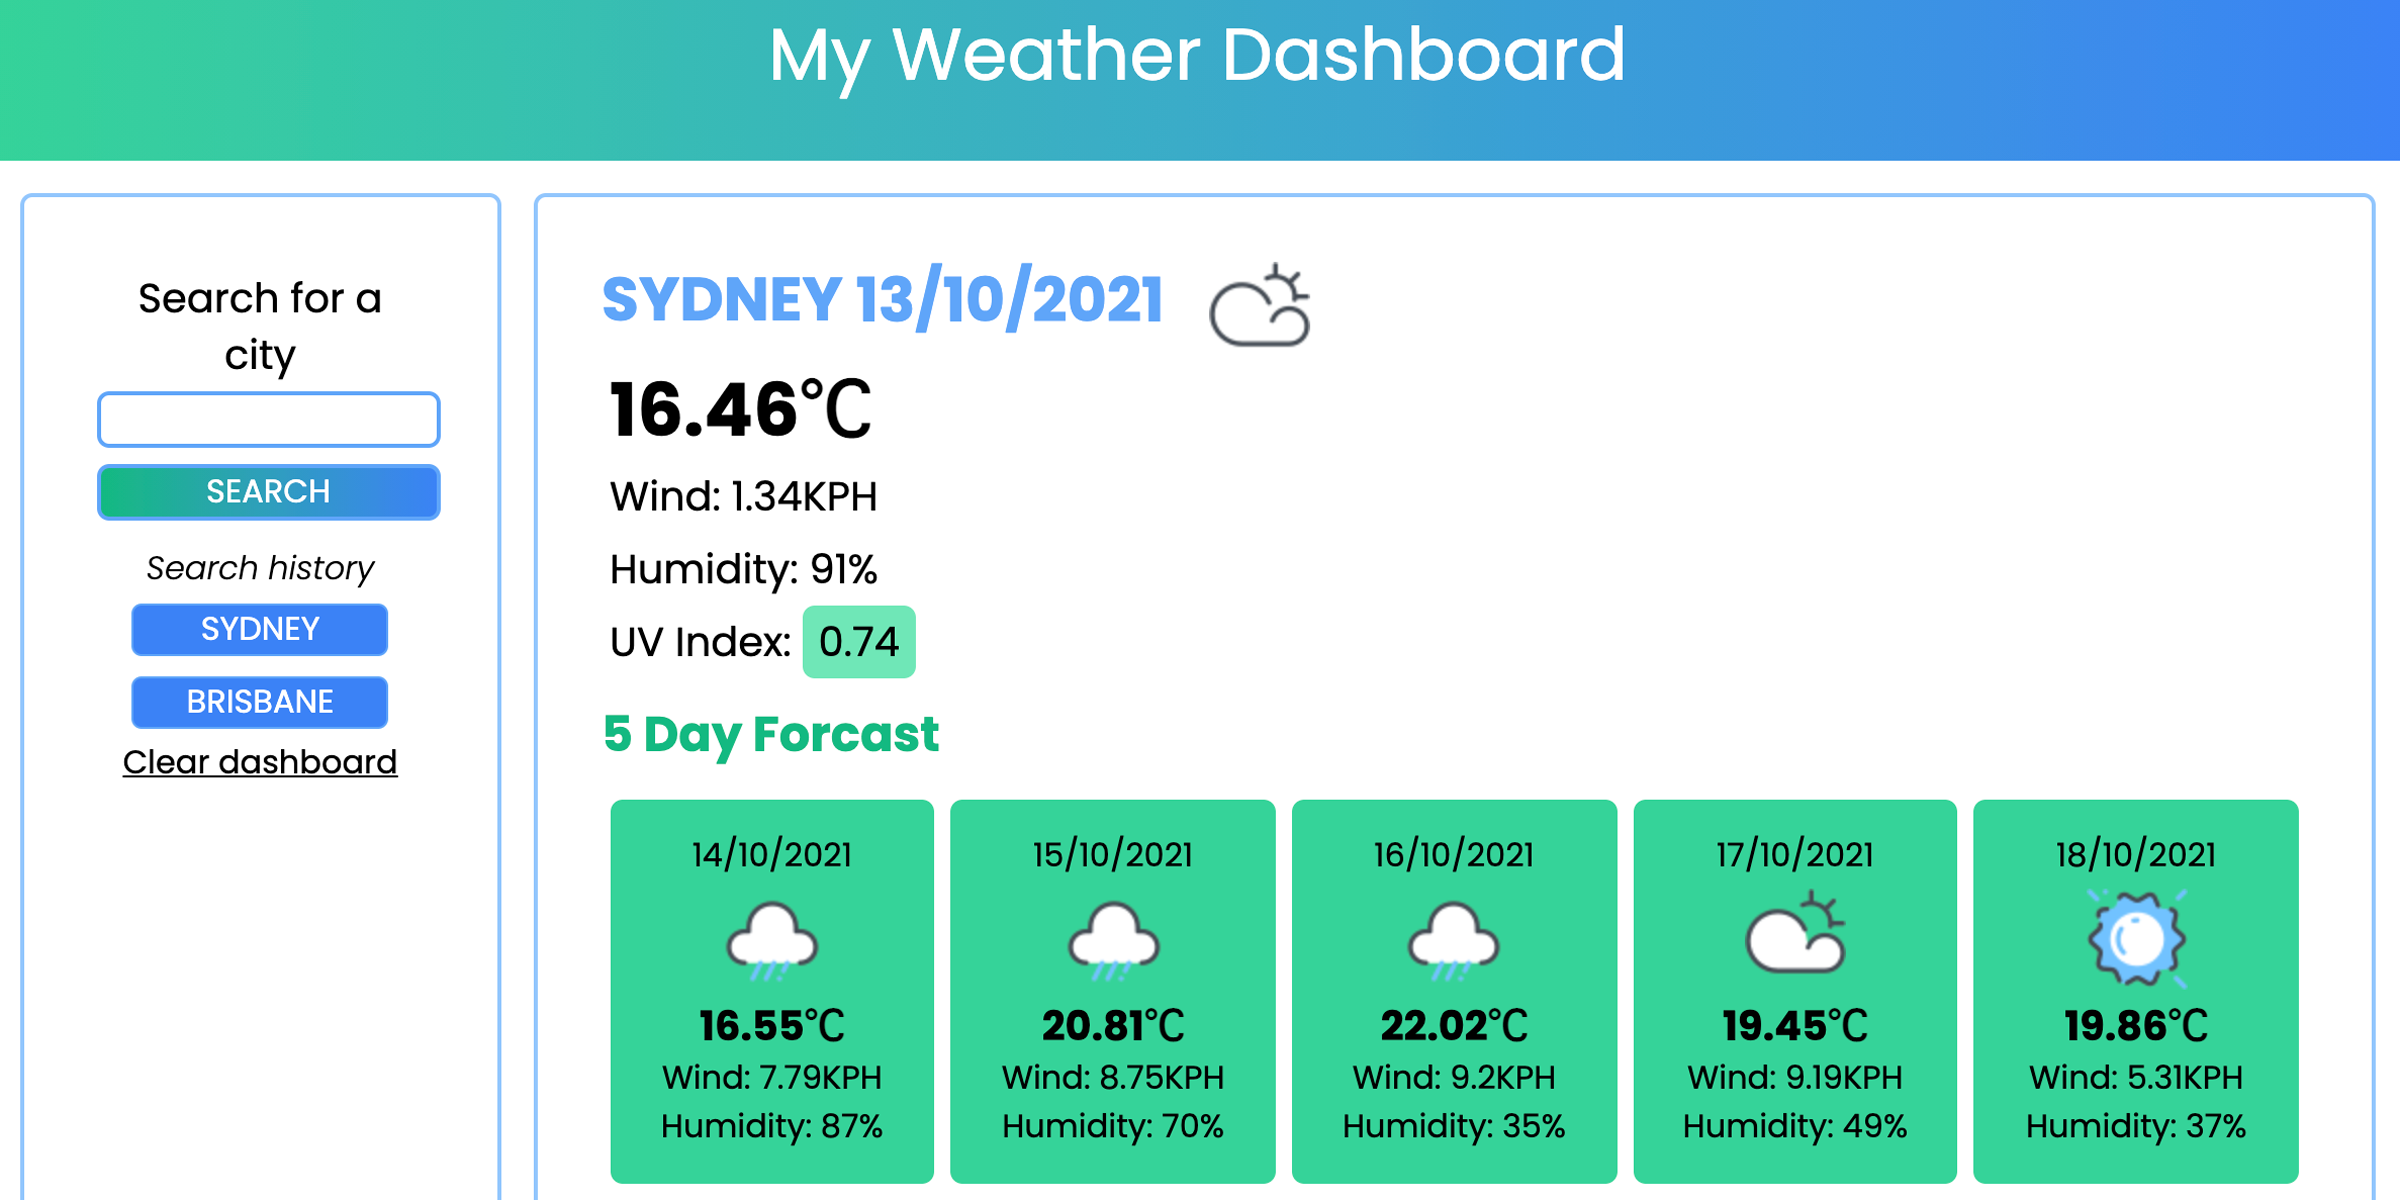 My Weather Dashboard
Search for a
city
SEARCH
Search history
SYDNEY
BRISBANE
Clear dashboard
SYDNEY 13/10/2021
16.46°C
Wind: 1.34KPH
Humidity: 91%
UV Index: 0.74
5 Day Forcast
14/10/2021
16.55°C
Wind: 7.79KPH
Humidity: 87%
15/10/2021
20.81°C
Wind: 8.75KPH
Humidity: 70%
16/10/2021
22.02°C
Wind: 9.2KPH
Humidity: 35%
17/10/2021
19.45°C
Wind: 9.19KPH
Humidity: 49%
18/10/2021
19.86°C
Wind: 5.31KPH
Humidity: 37%